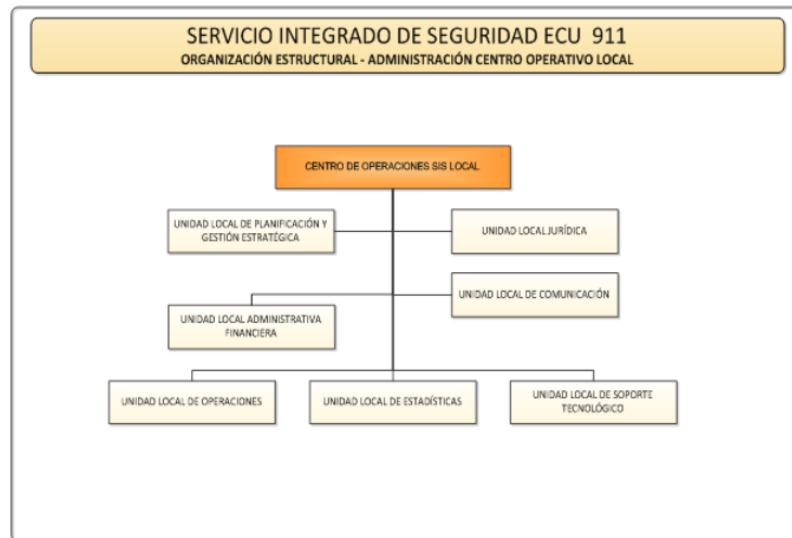 SERVICIO INTEGRADO DE SEGURIDAD ECU 911
ORGANIZACIÓN ESTRUCTURAL - ADMINISTRACIÓN CENTRO OPERATIVO LOCAL
CENTRO DE OPERACIONES SIS LOCAL
UNIDAD LOCAL DE PLANIFICACIÓN Y
GESTIÓN ESTRATÉGICA
UNIDAD LOCAL JURÍDICA
UNIDAD LOCAL DE COMUNICACIÓN
UNIDAD LOCAL ADMINISTRATIVA
FINANCIERA
UNIDAD LOCAL DE OPERACIONES
UNIDAD LOCAL DE ESTADÍSTICAS
UNIDAD LOCAL DE SOPORTE
TECNOLÓGICO